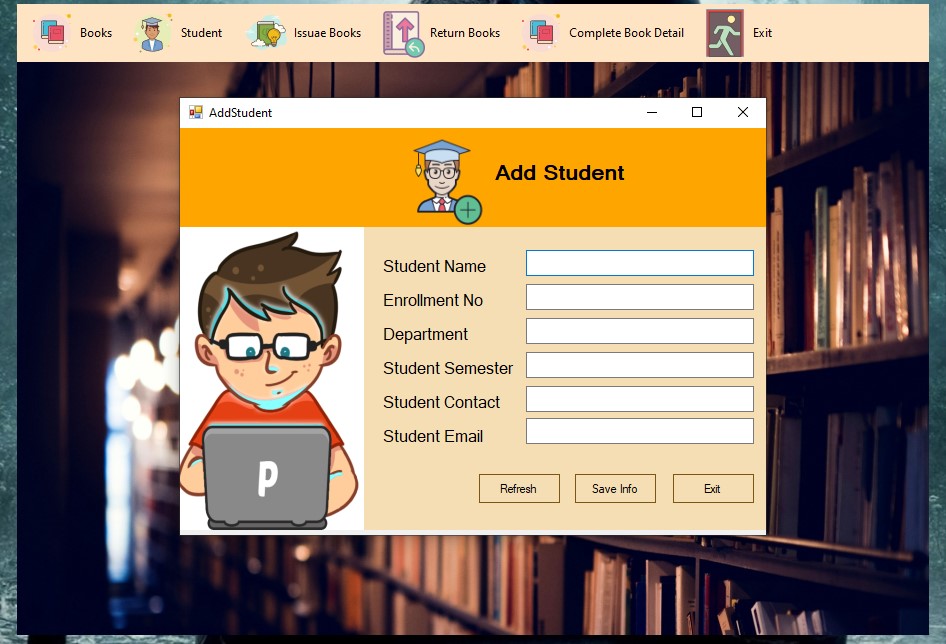 Books Student Issuae Books Return Books Complete Book Detail Exit
AddStudent
Add Student
Student Name
Enrollment No
Department
Student Semester
Student Contact
Student Email
P
Refresh Save Info Exit